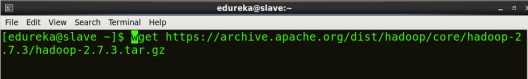 edureka@slave:~
File Edit View Search Terminal Help
[edureka@slave ~]$ wget https://archive.apache.org/dist/hadoop/core/hadoop-2
.7.3/hadoop-2.7.3.tar.gz